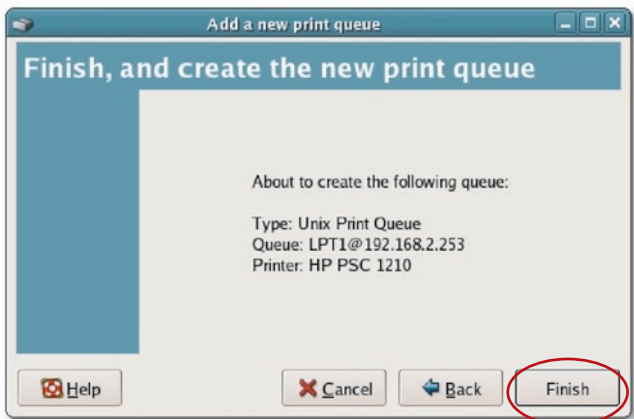 Add a new print queue
Finish, and create the new print queue
About to create the following queue:
Type: Unix Print Queue
Queue: LPT1@192.168.2.253
Printer: HP PSC 1210
Help
Cancel
Back
Finish